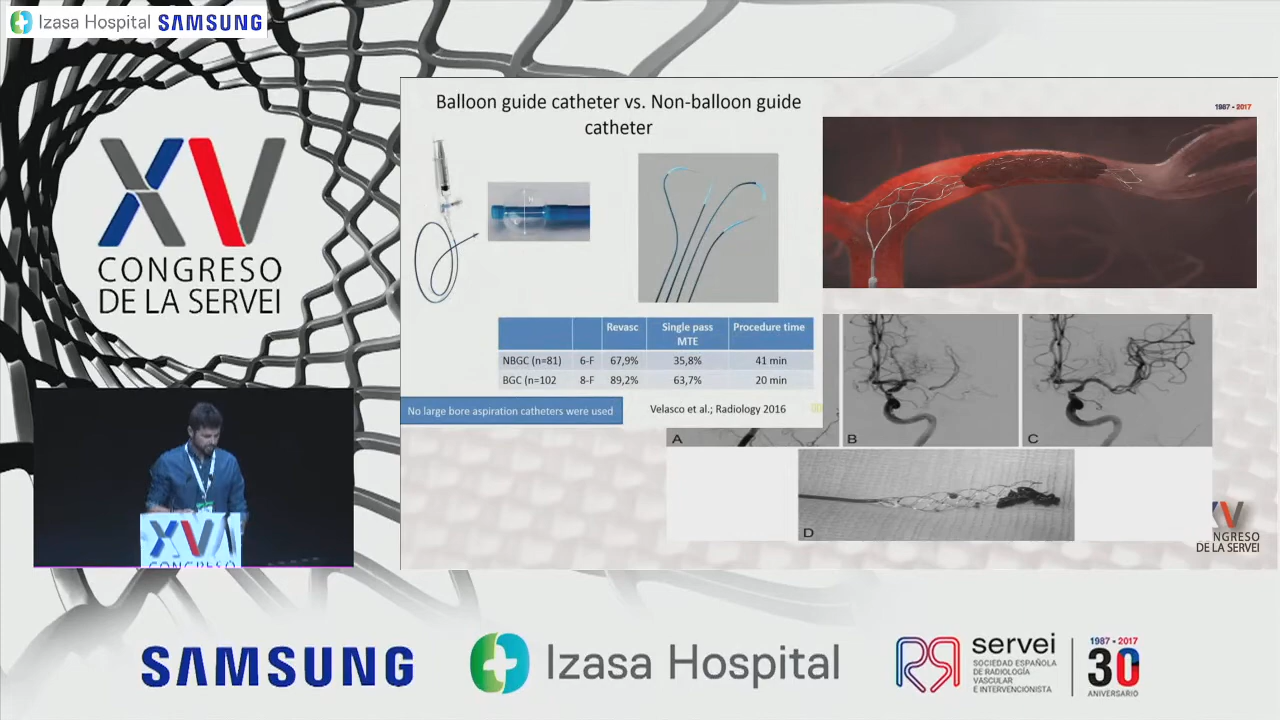 Izasa Hospital SAMSUNG
XV
CONGRESO
DE LA SERVEI
Balloon guide catheter vs. Non-balloon guide
catheter
1987 - 2017
Revasc Single pass MTE Procedure time
NBGC (n=81) 6-F 67,9% 35,8% 41 min
BGC (n=102 8-F 89,2% 63,7% 20 min
No large bore aspiration catheters were used
Velasco et al.; Radiology 2016
A
B
C
D
NGRESO
DE LA SERVEI
XV
CONGRESO
SAMSUNG
Izasa Hospital
servei
SOCIEDAD ESPAÑOLA
DE RADIOLOGÍA
VASCULAR
E INTERVENCIONISTA
1987 - 2017
30
ANIVERSARIO